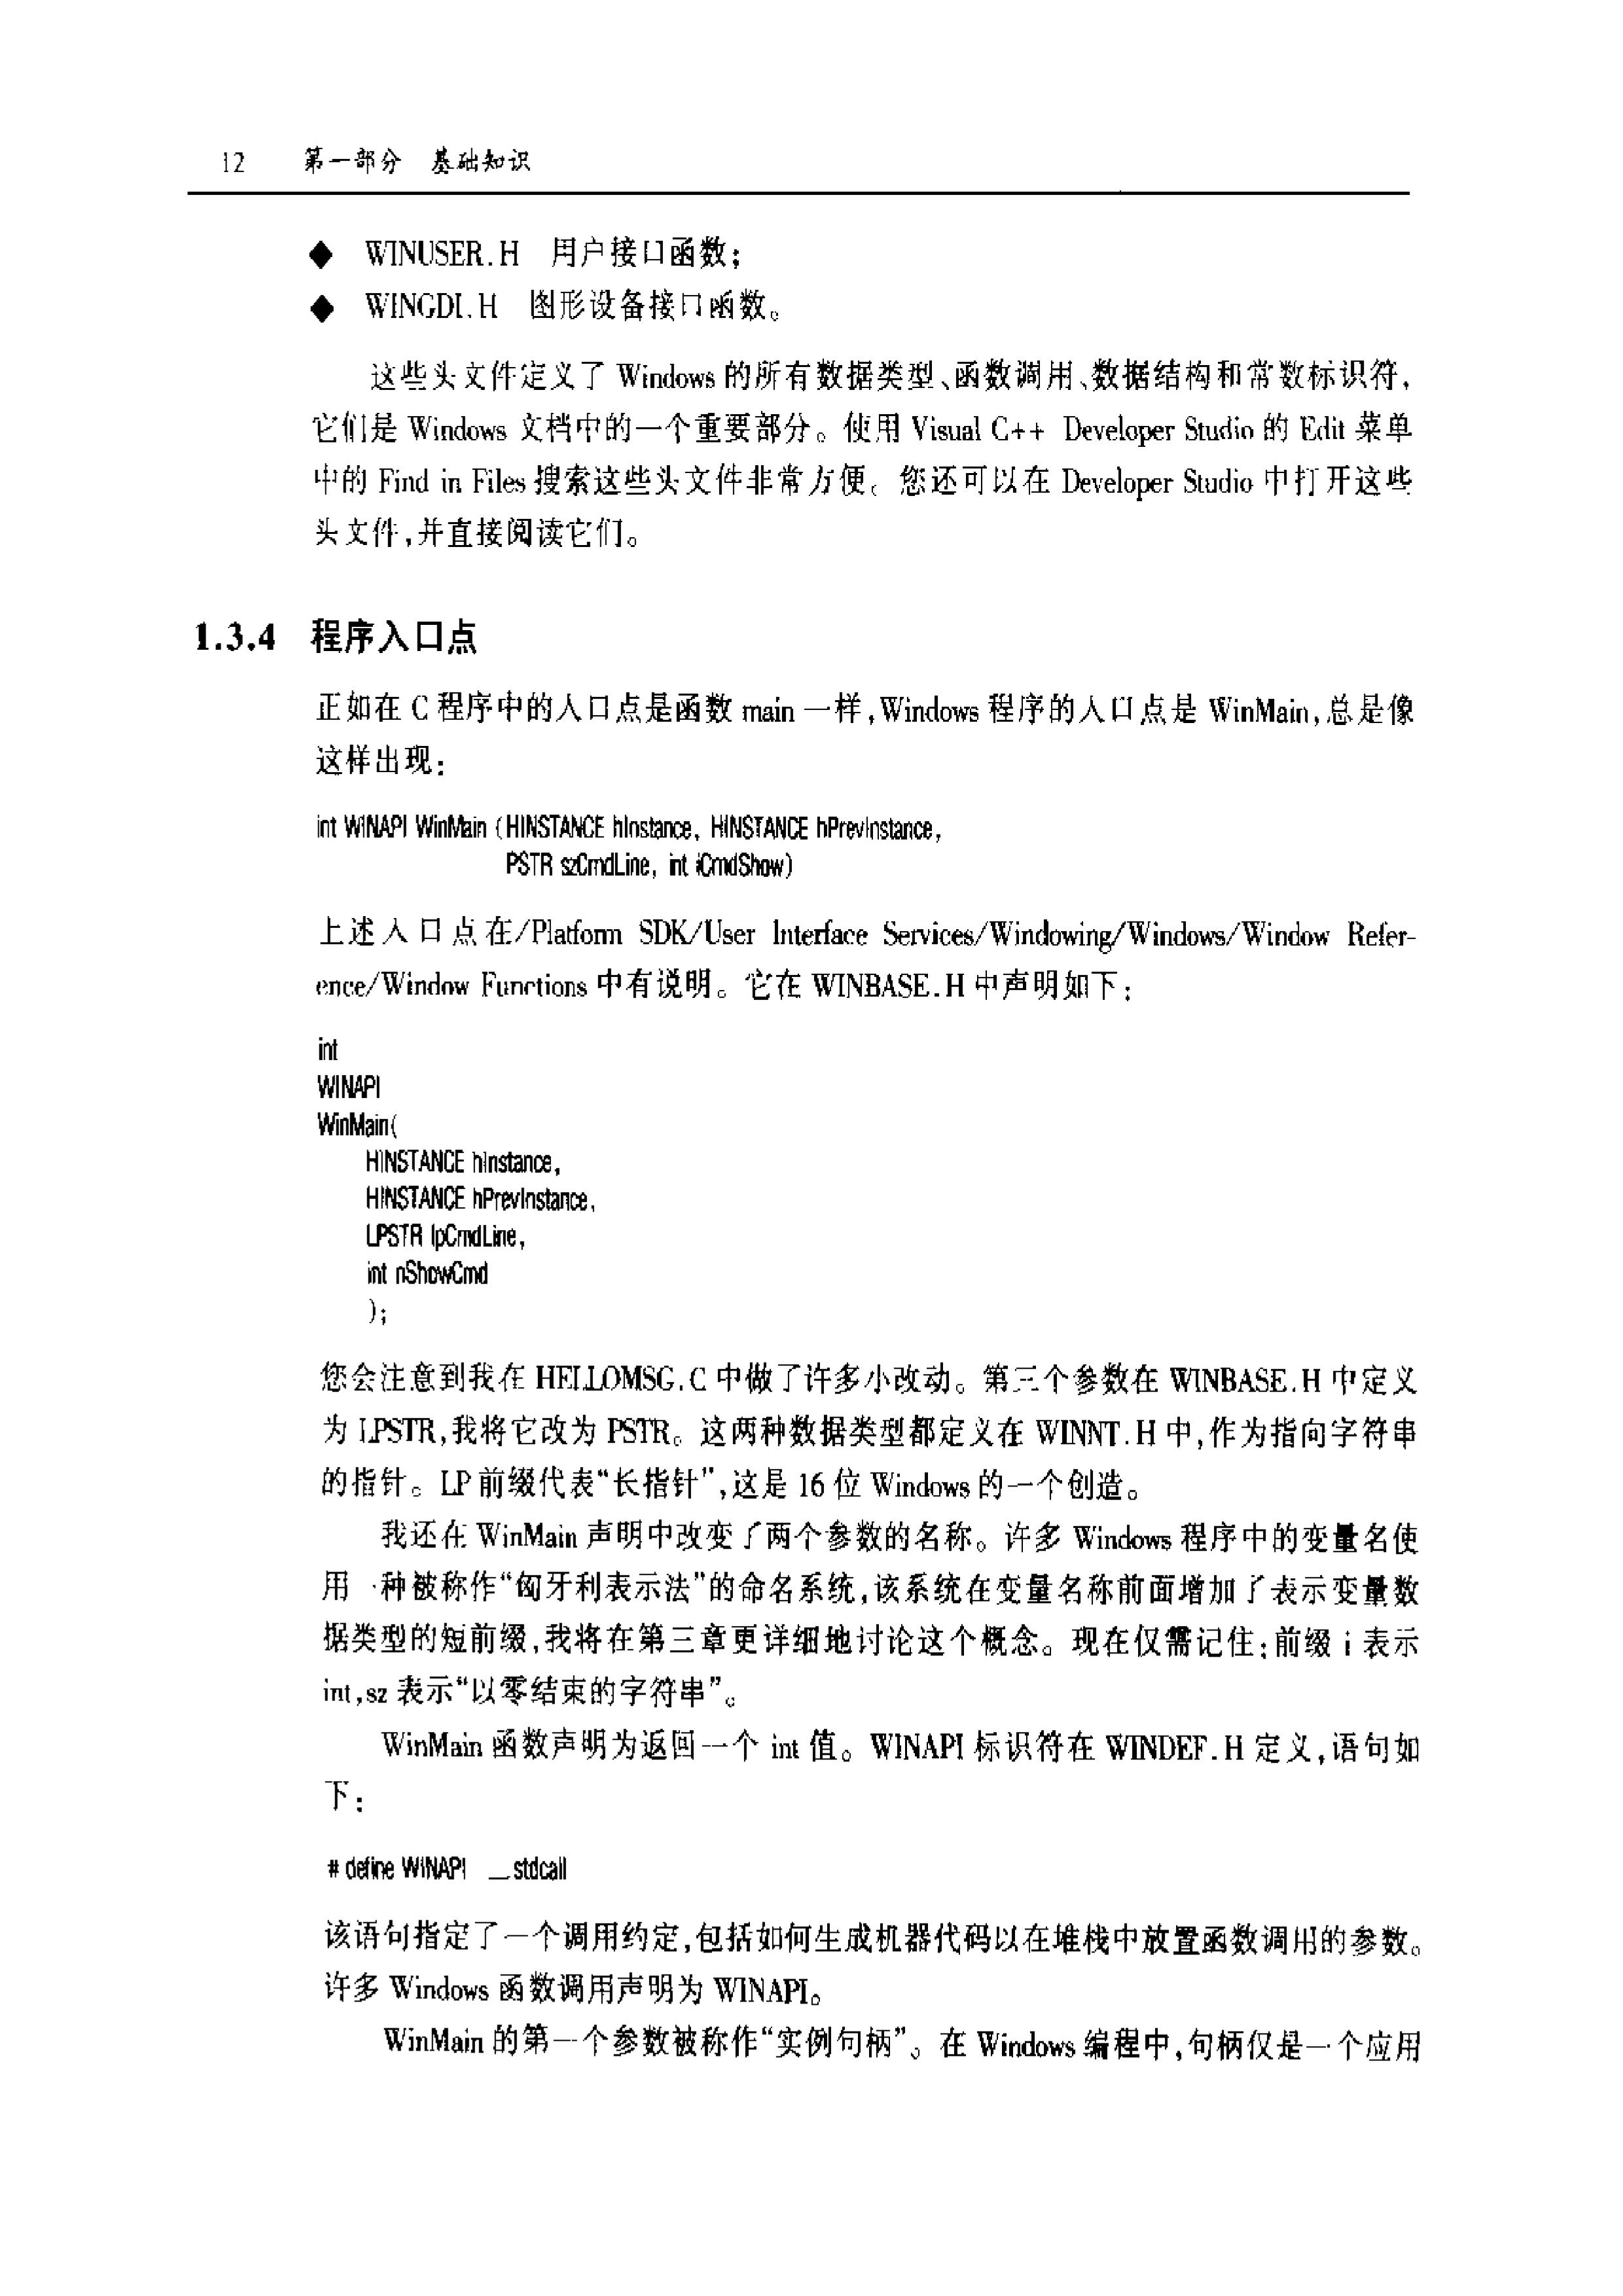 12 第一部分 基础知识
◆ WINUSER.H 用户接口函数;
◆ WINGDI.H 图形设备接口函数。
这些头文件定义了 Windows 的所有数据类型、函数调用、数据结构和常数标识符,
它们是 Windows 文档中的一个重要部分。使用 Visual C++ Developer Studio 的 Edit 菜单
中的 Find in Files 搜索这些头文件非常方便。您还可以在 Developer Studio 中打开这些
头文件,并直接阅读它们。
1.3.4 程序入口点
正如在 C 程序中的入口点是函数 main 一样,Windows 程序的入口点是 WinMain,总是像
这样出现:
int WINAPI WinMain (HINSTANCE hInstance, HINSTANCE hPrevInstance,
PSTR szCmdLine, int iCmdShow)
上述入口点在/Platform SDK/User Interface Services/Windowing/Windows/Window Refer-
ence/Window Functions 中有说明。它在 WINBASE.H 中声明如下:
int
WINAPI
WinMain(
HINSTANCE hInstance,
HINSTANCE hPrevInstance,
LPSTR lpCmdLine,
int nShowCmd
);
您会注意到我在 HELLOMSG.C 中做了许多小改动。第三个参数在 WINBASE.H 中定义
为 LPSTR,我将它改为 PSTR。这两种数据类型都定义在 WINNT.H 中,作为指向字符串
的指针。LP 前缀代表“长指针”,这是 16 位 Windows 的一个创造。
我还在 WinMain 声明中改变了两个参数的名称。许多 Windows 程序中的变量名使
用一种被称作“匈牙利表示法”的命名系统,该系统在变量名称前面增加了表示变量数
据类型的短前缀,我将在第三章更详细地讨论这个概念。现在仅需记住:前缀 i 表示
int,sz 表示“以零结束的字符串”。
WinMain 函数声明为返回一个 int 值。WINAPI 标识符在 WINDEF.H 定义,语句如
下:
# define WINAPI __stdcall
该语句指定了一个调用约定,包括如何生成机器代码以在堆栈中放置函数调用的参数。
许多 Windows 函数调用声明为 WINAPI。
WinMain 的第一个参数被称作“实例句柄”。在 Windows 编程中,句柄仅是一个应用